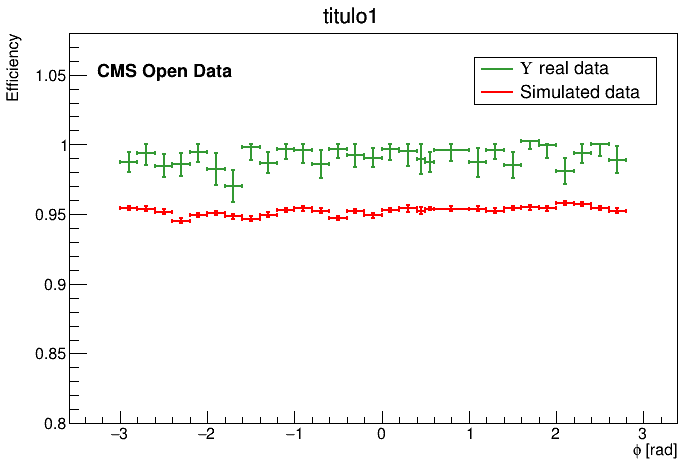 titulo1
Efficiency
CMS Open Data
ϒ real data
Simulated data
1.05
1
0.95
0.9
0.85
0.8
−3 −2 −1 0 1 2 3
ϕ [rad]